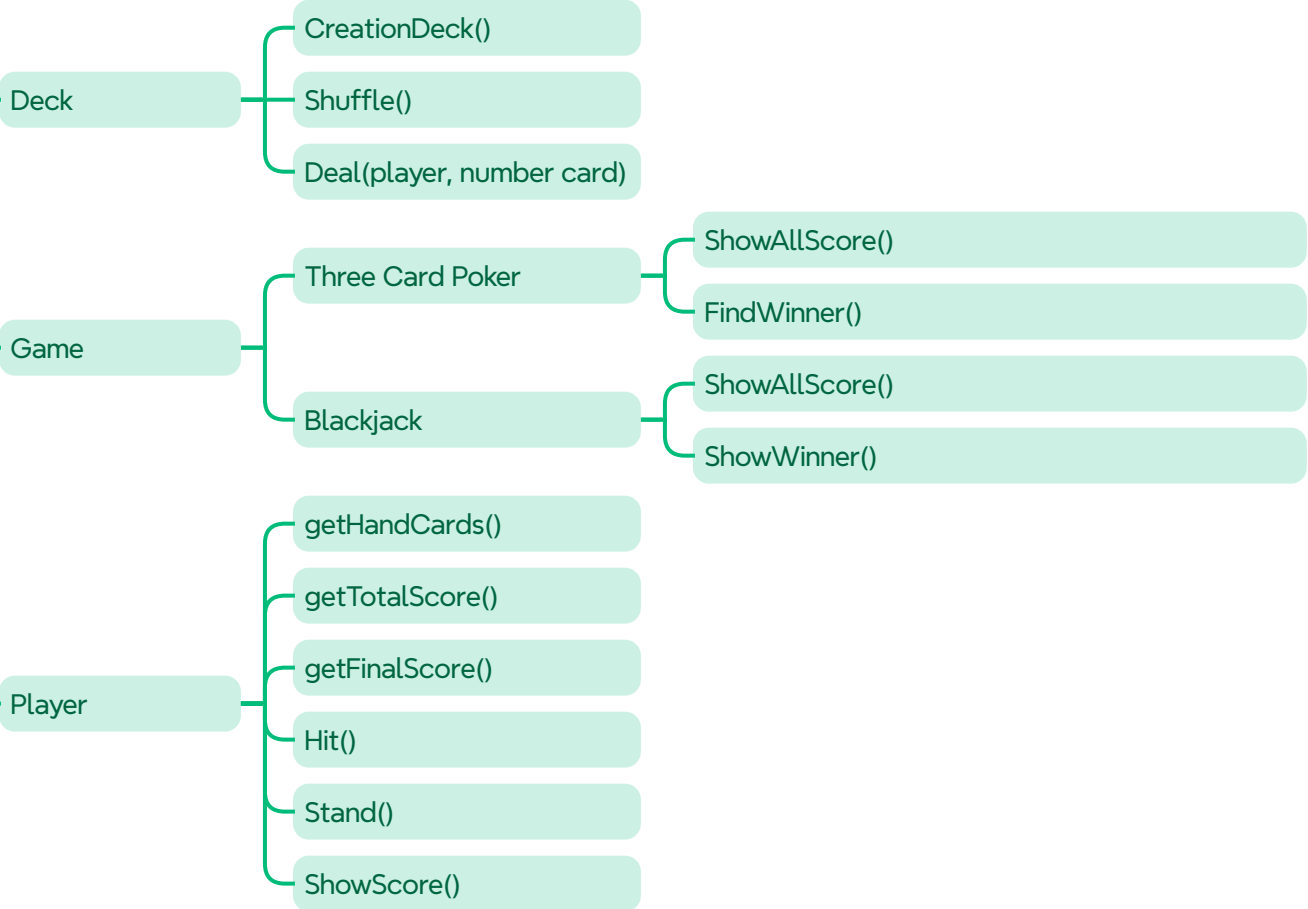 Deck
CreationDeck()
Shuffle()
Deal(player, number card)
Game
Three Card Poker
ShowAllScore()
FindWinner()
Blackjack
ShowAllScore()
ShowWinner()
Player
getHandCards()
getTotalScore()
getFinalScore()
Hit()
Stand()
ShowScore()